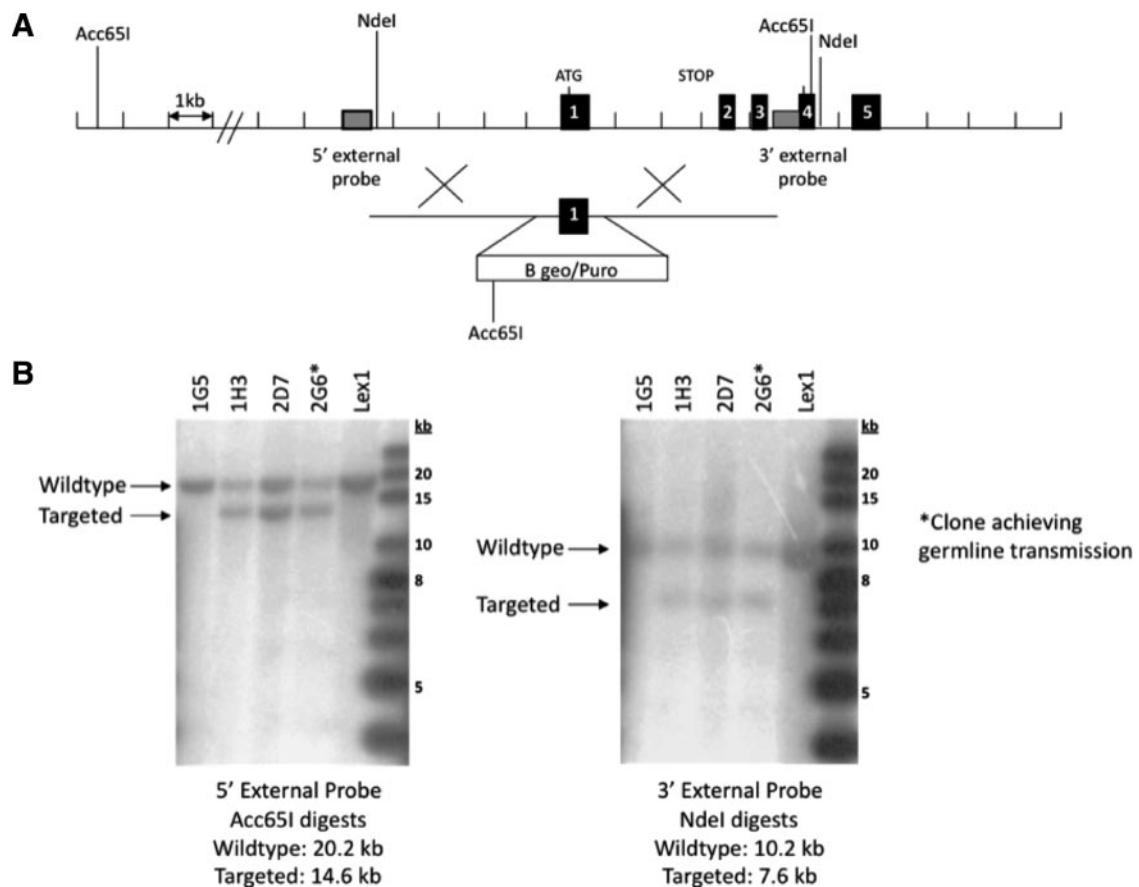 A
Acc65I
NdeI
Acc65I
NdeI
1kb
ATG
STOP
1
2
3
4
5
5’ external
probe
3’ external
probe
1
B geo/Puro
Acc65I
B
1G5
1H3
2D7
2G6*
Lex1
kb
20
15
10
8
5
Wildtype
Targeted
5’ External Probe
Acc65I digests
Wildtype: 20.2 kb
Targeted: 14.6 kb
1G5
1H3
2D7
2G6*
Lex1
kb
20
15
10
8
5
Wildtype
Targeted
3’ External Probe
NdeI digests
Wildtype: 10.2 kb
Targeted: 7.6 kb
*Clone achieving
germline transmission